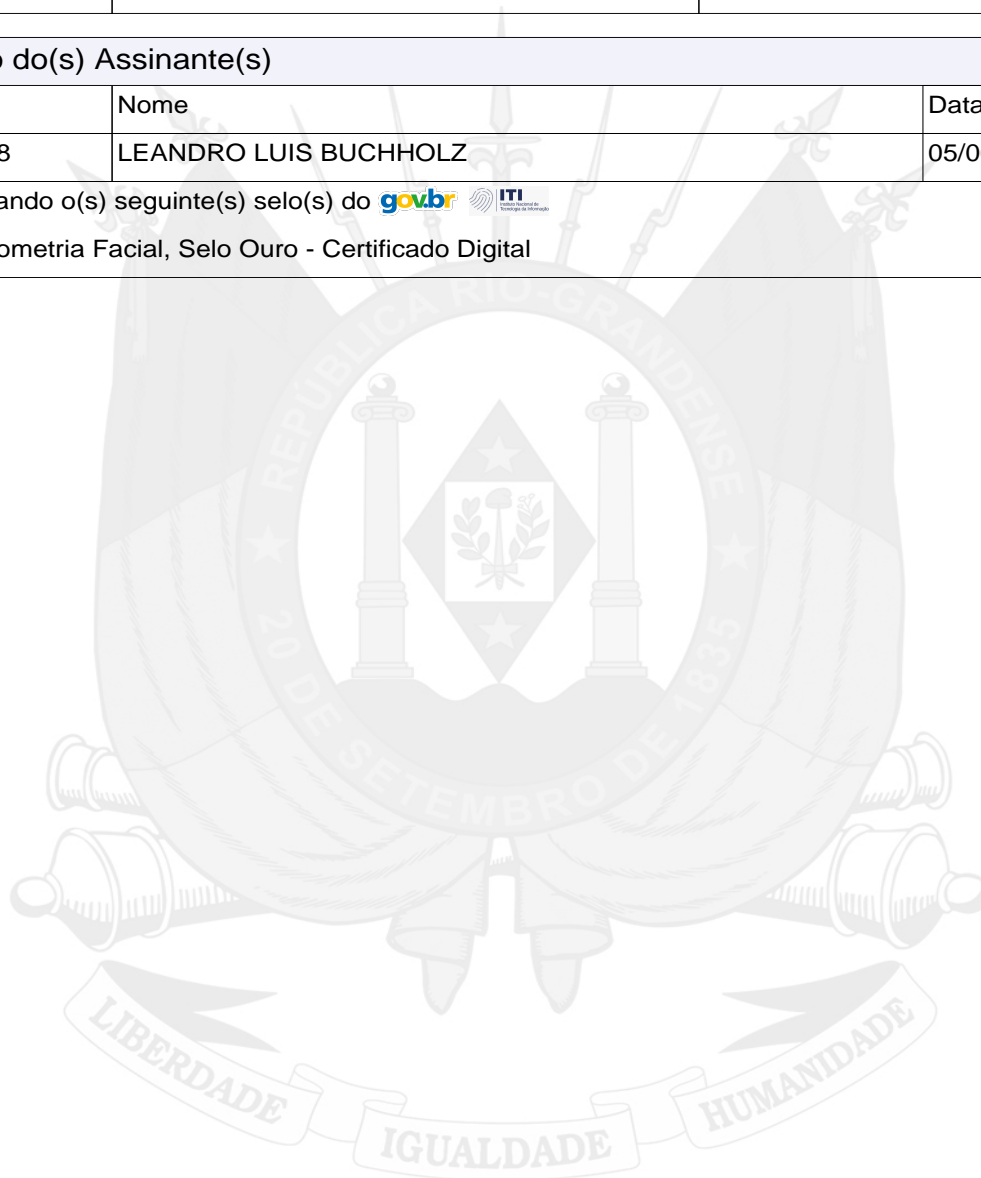 o do(s) Assinante(s)
Nome Data
8 LEANDRO LUIS BUCHHOLZ 05/0
ando o(s) seguinte(s) selo(s) do gov.br ITI
ometria Facial, Selo Ouro - Certificado Digital
REPÚBLICA RIO-GRANDENSE
20 DE SETEMBRO DE 1835
LIBERDADE IGUALDADE HUMANIDADE